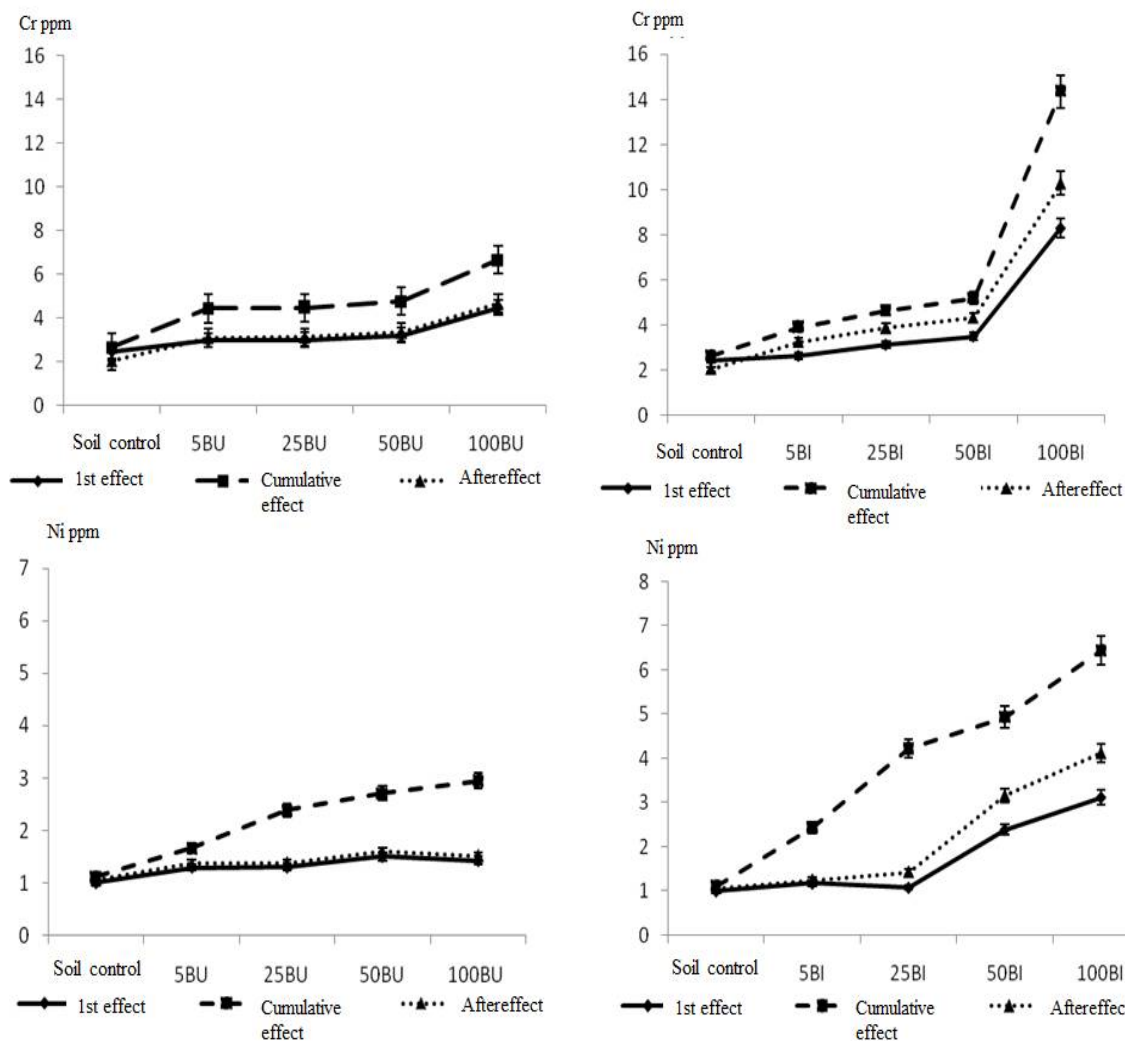 Cr ppm
16
14
12
10
8
6
4
2
0
Soil control 5BU 25BU 50BU 100BU
1st effect Cumulative effect Aftereffect
Cr ppm
16
14
12
10
8
6
4
2
0
Soil control 5BI 25BI 50BI 100BI
1st effect Cumulative effect Aftereffect
Ni ppm
7
6
5
4
3
2
1
0
Soil control 5BU 25BU 50BU 100BU
1st effect Cumulative effect Aftereffect
Ni ppm
8
7
6
5
4
3
2
1
0
Soil control 5BI 25BI 50BI 100BI
1st effect Cumulative effect Aftereffec